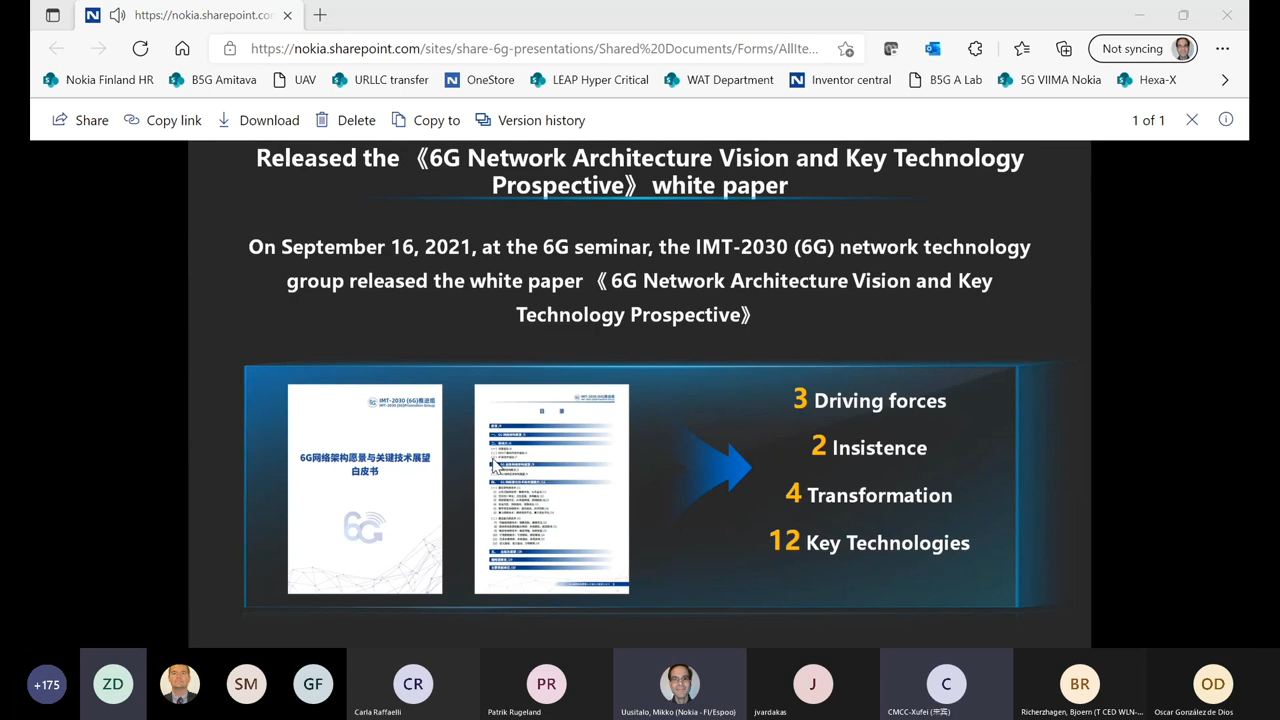 https://nokia.sharepoint.com
https://nokia.sharepoint.com/sites/share-6g-presentations/Shared%20Documents/Forms/AllIte...
Not syncing
Nokia Finland HR
B5G Amitava
UAV
URLLC transfer
OneStore
LEAP Hyper Critical
WAT Department
Inventor central
B5G A Lab
5G VIIMA Nokia
Hexa-X
Share
Copy link
Download
Delete
Copy to
Version history
1 of 1
Released the 《6G Network Architecture Vision and Key Technology
Prospective》 white paper
On September 16, 2021, at the 6G seminar, the IMT-2030 (6G) network technology
group released the white paper 《 6G Network Architecture Vision and Key
Technology Prospective》
IMT-2030 (6G)推进组
IMT-2030 (6G)Promotion Group
6G网络架构愿景与关键技术展望
白皮书
6G
目 录
3 Driving forces
2 Insistence
4 Transformation
12 Key Technologies
+175
ZD
SM
GF
CR
Carla Raffaelli
PR
Patrik Rugeland
Uusitalo, Mikko (Nokia - FI/Espoo)
J
jvardakas
C
CMCC-Xufei
BR
Richerzhagen, Bjoern (T CED WLN-...
OD
Oscar González de Dios